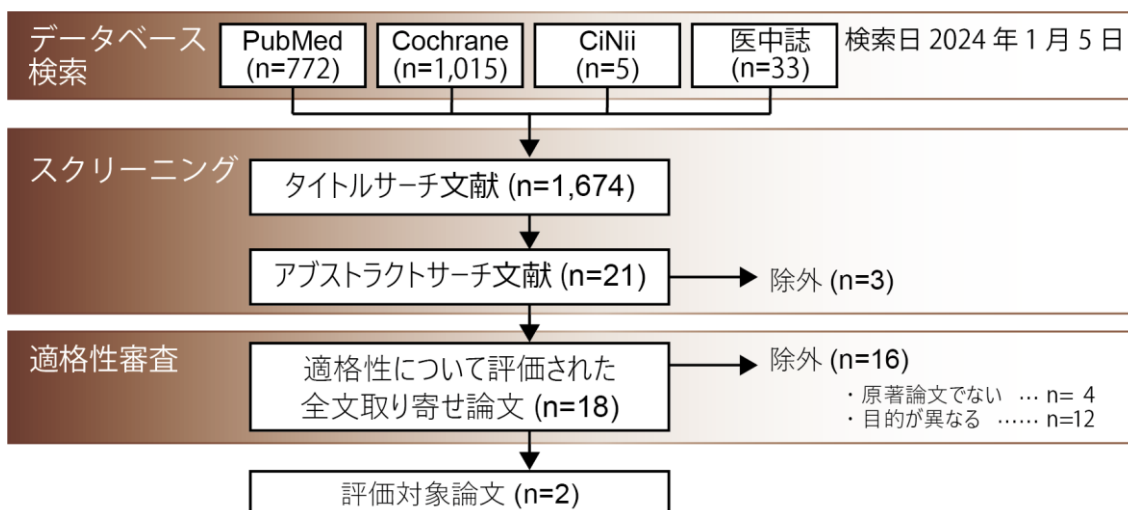 データベース
検索
PubMed
(n=772)
Cochrane
(n=1,015)
CiNii
(n=5)
医中誌
(n=33)
検索日 2024 年 1 月 5 日
スクリーニング
タイトルサーチ文献 (n=1,674)
アブストラクトサーチ文献 (n=21)
除外 (n=3)
適格性審査
適格性について評価された
全文取り寄せ論文 (n=18)
除外 (n=16)
・原著論文でない … n= 4
・目的が異なる …… n=12
評価対象論文 (n=2)